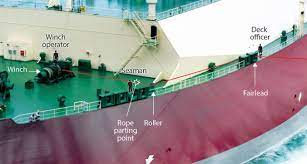 Deck
officer
Winch
operator
Winch
Seaman
Fairlead
Rope
parting
point
Roller